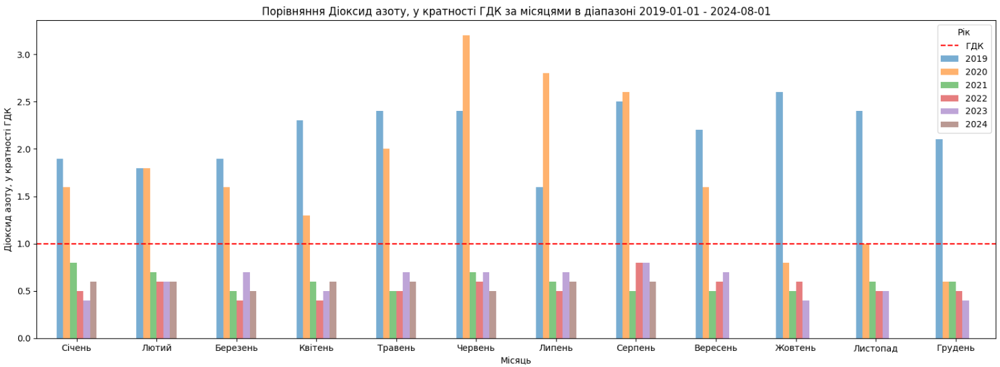 Порівняння Діоксид азоту, у кратності ГДК за місяцями в діапазоні 2019-01-01 - 2024-08-01
Діоксид азоту, у кратності ГДК
3.0
2.5
2.0
1.5
1.0
0.5
0.0
Рік
ГДК
2019
2020
2021
2022
2023
2024
Січень Лютий Березень Квітень Травень Червень Липень Серпень Вересень Жовтень Листопад Грудень
Місяць